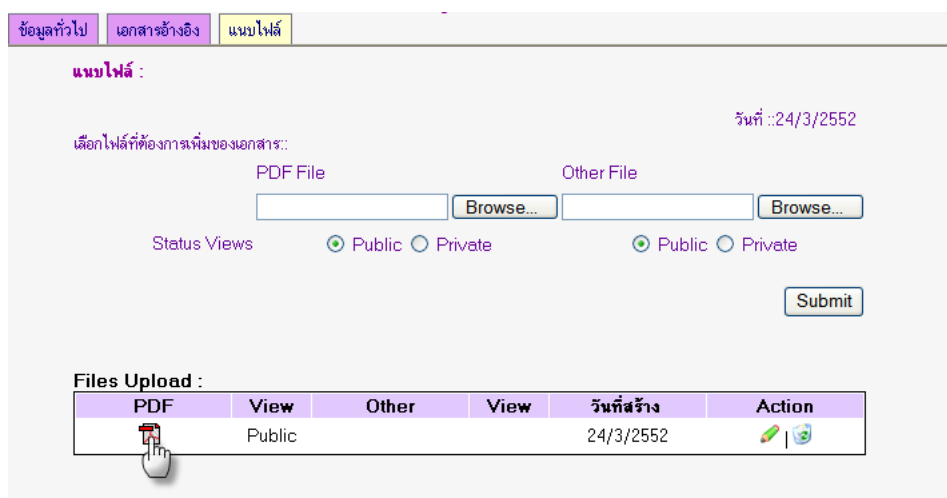 ข้อมูลทั่วไป เอกสารอ้างอิง แนบไฟล์
แนบไฟล์ :
วันที่ ::24/3/2552
เลือกไฟล์ที่ต้องการเพิ่มของเอกสาร::
PDF File Other File
Browse... Browse...
Status Views Public Private Public Private
Submit
Files Upload :
PDF View Other View วันที่สร้าง Action
Public 24/3/2552 |